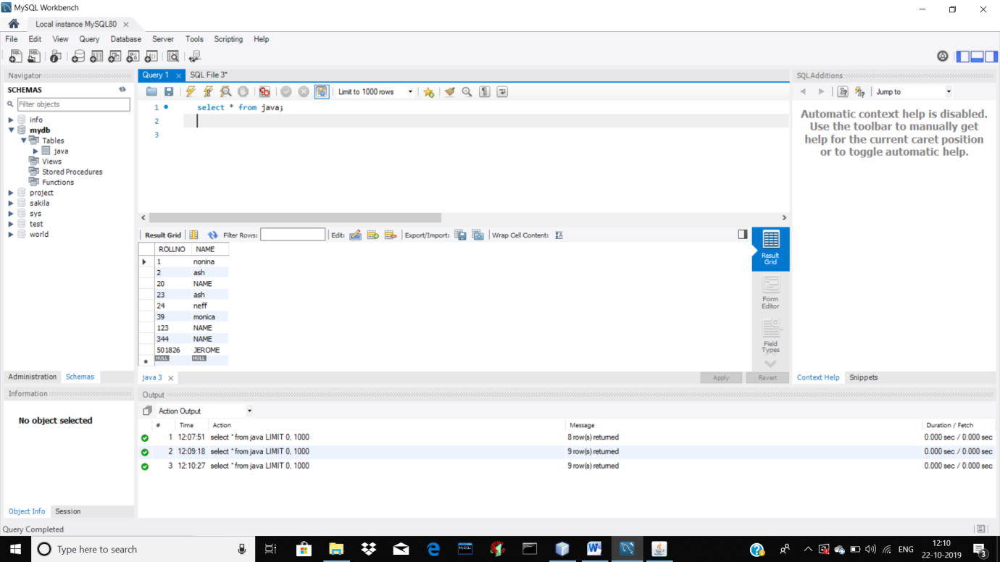 MySQL Workbench
Local instance MySQL80
File Edit View Query Database Server Tools Scripting Help
Navigator
SCHEMAS
Filter objects
info
mydb
Tables
java
Views
Stored Procedures
Functions
project
sakila
sys
test
world
Administration Schemas
Information
No object selected
Object Info Session
Query 1 SQL File 3*
Limit to 1000 rows
1 select * from java;
2
3
Result Grid Filter Rows: Edit: Export/Import: Wrap Cell Content:
ROLLNO NAME
1 nonina
2 ash
20 NAME
23 ash
24 neff
39 monica
123 NAME
344 NAME
501826 JEROME
NULL NULL
Result
Grid
Form
Editor
Field
Types
java 3 Apply Revert
SQLAdditions
Jump to
Automatic context help is disabled.
Use the toolbar to manually get
help for the current caret position
or to toggle automatic help.
Context Help Snippets
Output
Action Output
# Time Action Message Duration / Fetch
1 12:07:51 select * from java LIMIT 0, 1000 8 row(s) returned 0.000 sec / 0.000 sec
2 12:09:18 select * from java LIMIT 0, 1000 9 row(s) returned 0.000 sec / 0.000 sec
3 12:10:27 select * from java LIMIT 0, 1000 9 row(s) returned 0.000 sec / 0.000 sec
Query Completed
Type here to search
ENG
12:10
22-10-2019
3